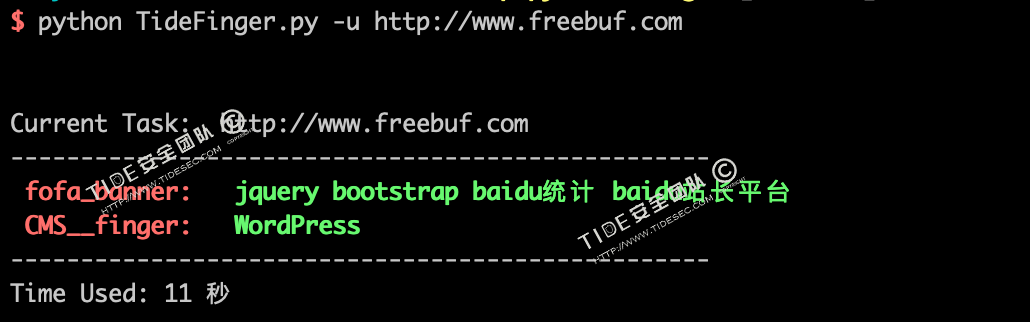 $ python TideFinger.py -u http://www.freebuf.com
Current Task: http://www.freebuf.com
--------------------------------------------------
fofa_banner: jquery bootstrap baidu统计 baidu站长平台
CMS__finger: WordPress
--------------------------------------------------
Time Used: 11 秒
TIDE安全团队 © COPYRIGHT
HTTP://WWW.TIDESEC.COM
TIDE安全团队 © COPYRIGHT
HTTP://WWW.TIDESEC.COM